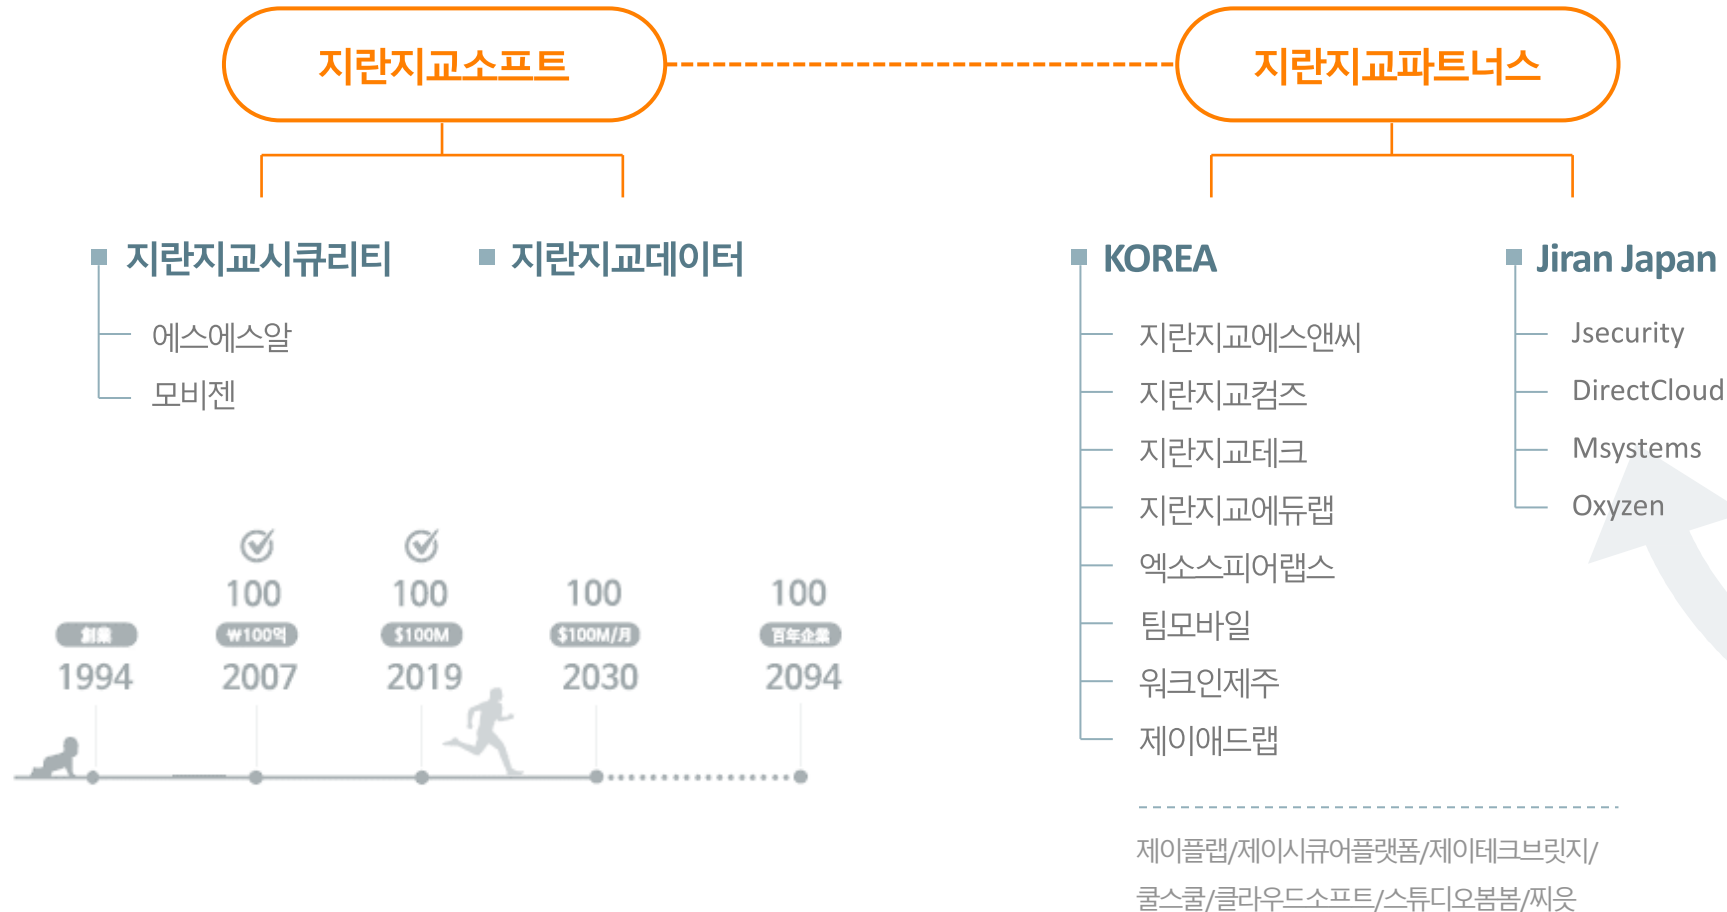 지란지교소프트
지란지교파트너스
지란지교시큐리티
에스에스알
모비젠
지란지교데이터
KOREA
지란지교에스앤씨
지란지교컴즈
지란지교테크
지란지교에듀랩
엑소스피어랩스
팀모바일
워크인제주
제이애드랩
제이플랩/제이시큐어플랫폼/제이테크브릿지/
쿨스쿨/클라우드소프트/스튜디오봄봄/찌읏
Jiran Japan
Jsecurity
DirectCloud
Msystems
Oxyzen
創業
1994
100
₩100억
2007
100
$100M
2019
100
$100M/月
2030
100
百年企業
2094